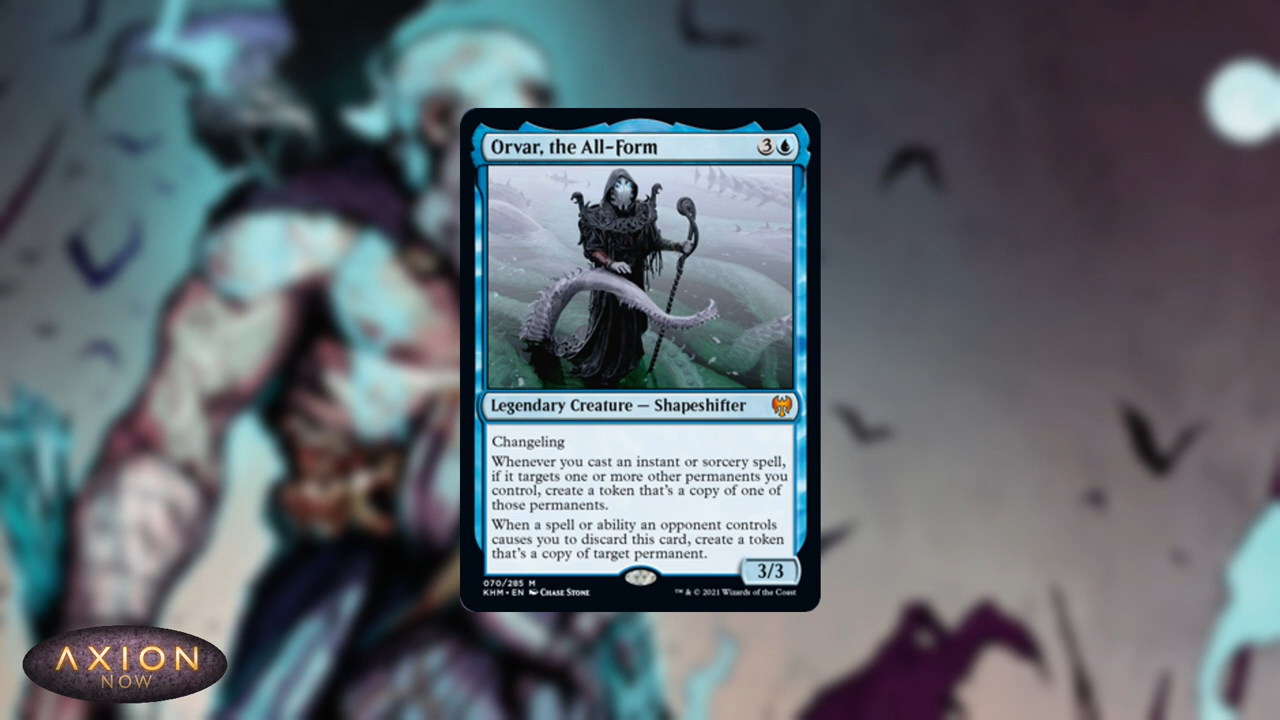 Orvar, the All-Form 3
Legendary Creature — Shapeshifter
Changeling
Whenever you cast an instant or sorcery spell,
if it targets one or more other permanents you
control, create a token that's a copy of one of
those permanents.
When a spell or ability an opponent controls
causes you to discard this card, create a token
that's a copy of target permanent.
3/3
070/285 M
KHM • EN Chase Stone
™ & © 2021 Wizards of the Coast
AXION
NOW